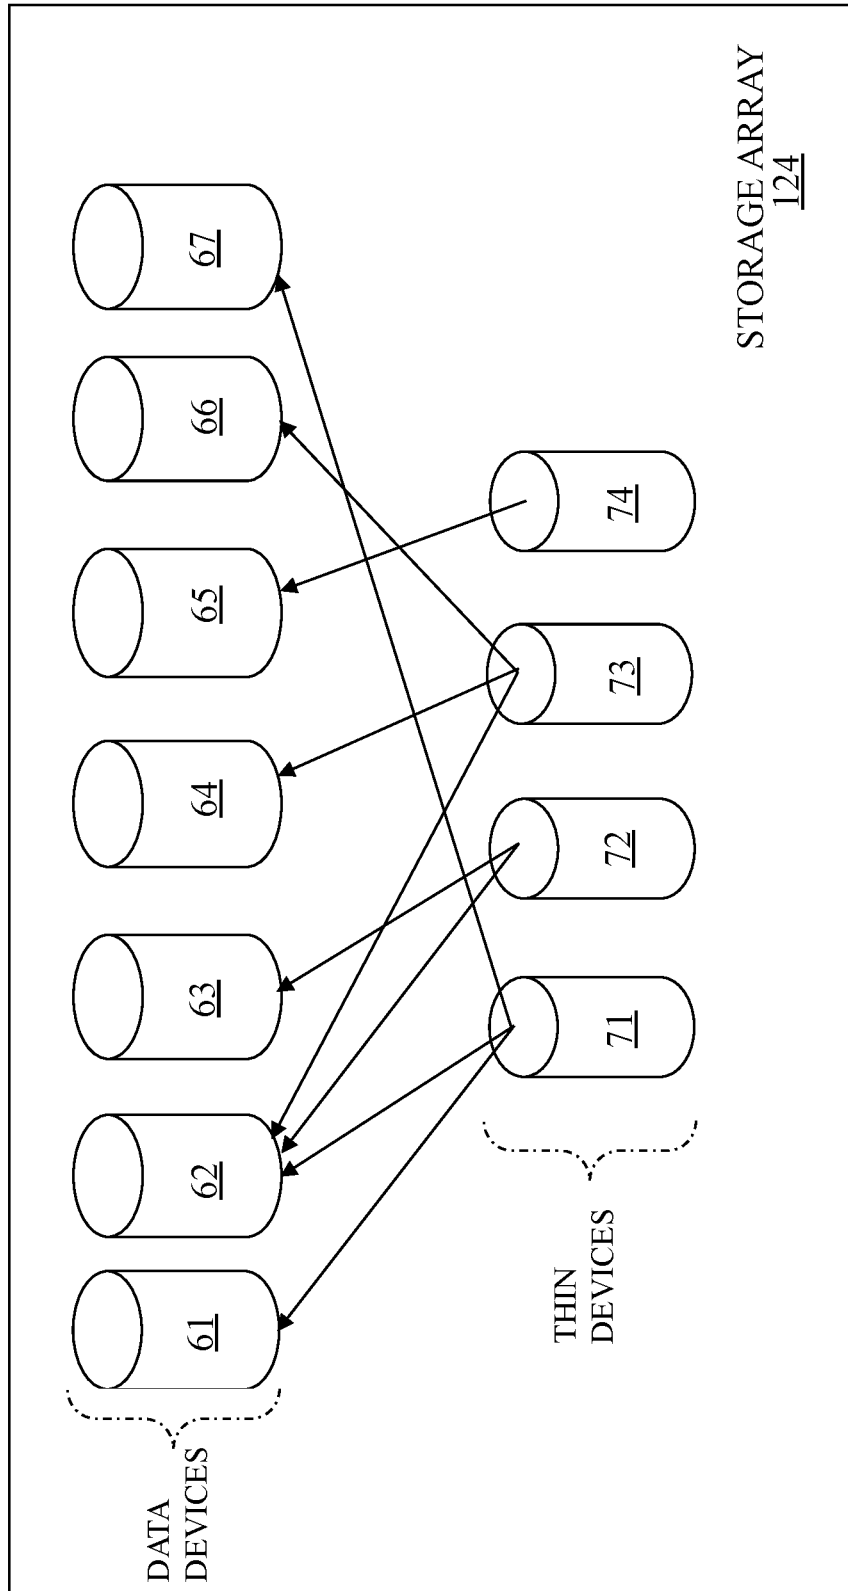 DATA
DEVICES
61
62
63
64
65
66
67
THIN
DEVICES
71
72
73
74
STORAGE ARRAY
124